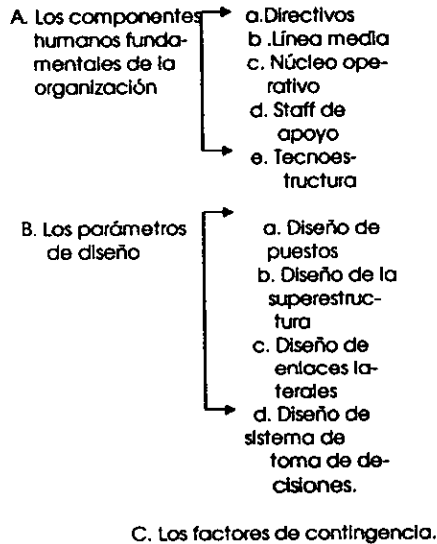 A. Los componentes
humanos funda-
mentales de la
organización
a.Directivos
b .Línea media
c. Núcleo ope-
rativo
d. Staff de
apoyo
e. Tecnoes-
tructura
B. Los parámetros
de diseño
a. Diseño de
puestos
b. Diseño de la
superestruc-
tura
c. Diseño de
enlaces la-
terales
d. Diseño de
sistema de
toma de de-
cisiones.
C. Los factores de contingencia.